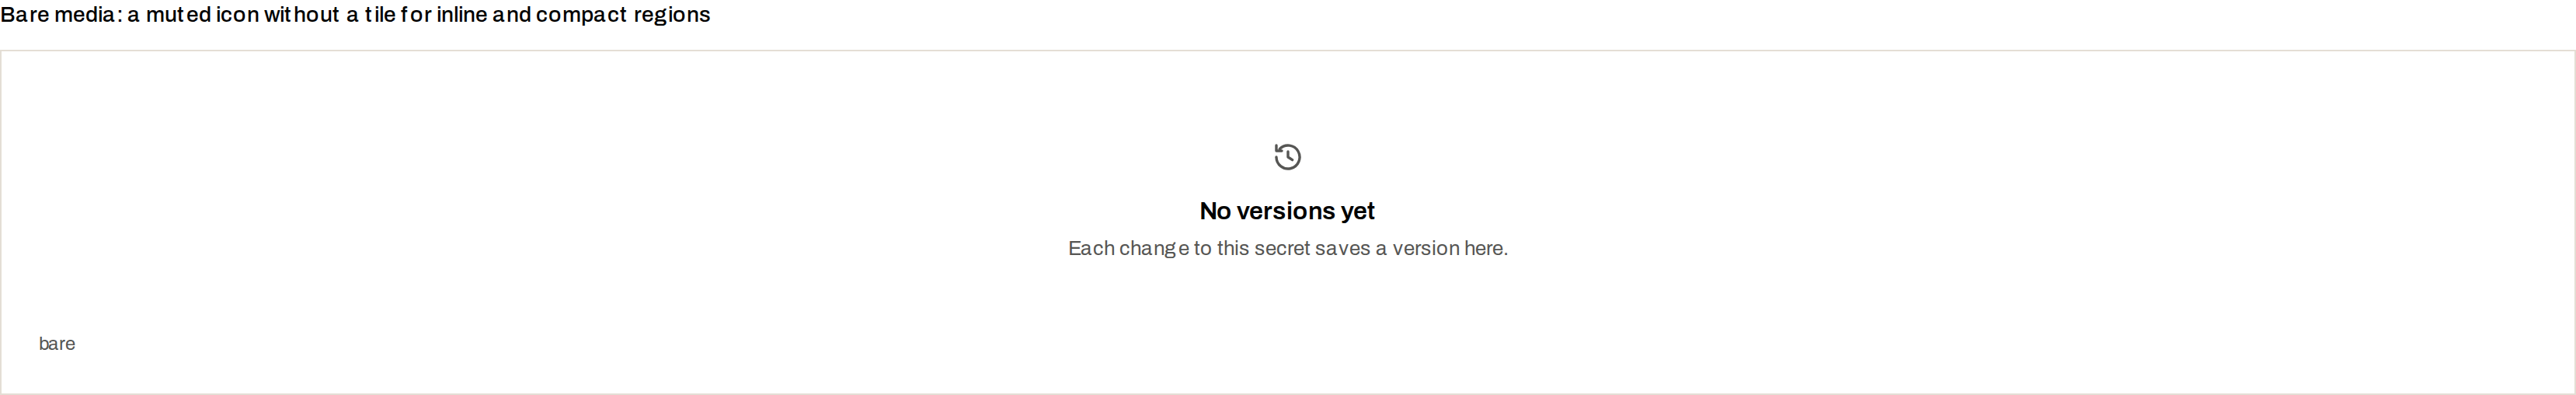 Bare media: a muted icon without a tile for inline and compact regions
No versions yet
Each change to this secret saves a version here.
bare